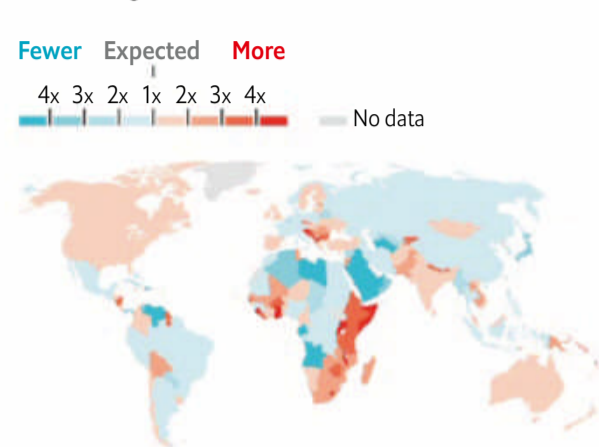 Fewer Expected More
4x 3x 2x 1x 2x 3x 4x
No data